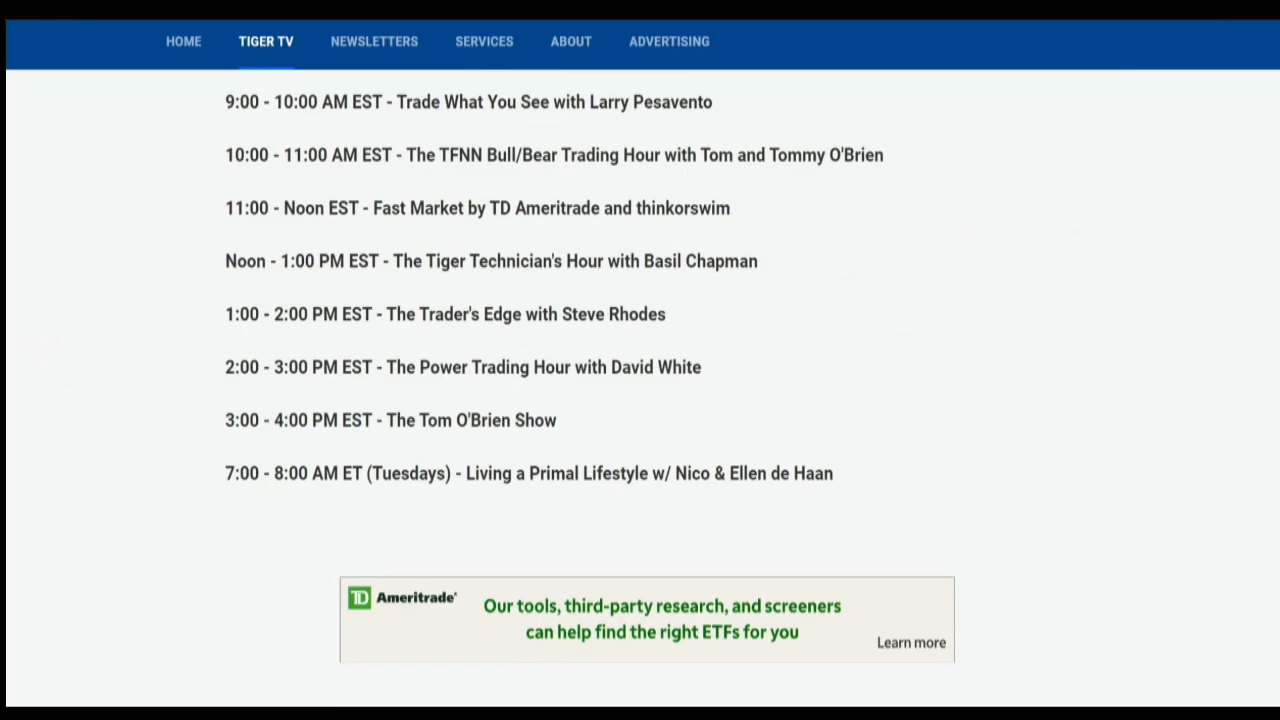 HOME TIGER TV NEWSLETTERS SERVICES ABOUT ADVERTISING
9:00 - 10:00 AM EST - Trade What You See with Larry Pesavento
10:00 - 11:00 AM EST - The TFNN Bull/Bear Trading Hour with Tom and Tommy O'Brien
11:00 - Noon EST - Fast Market by TD Ameritrade and thinkorswim
Noon - 1:00 PM EST - The Tiger Technician's Hour with Basil Chapman
1:00 - 2:00 PM EST - The Trader's Edge with Steve Rhodes
2:00 - 3:00 PM EST - The Power Trading Hour with David White
3:00 - 4:00 PM EST - The Tom O'Brien Show
7:00 - 8:00 AM ET (Tuesdays) - Living a Primal Lifestyle w/ Nico & Ellen de Haan
TD Ameritrade
Our tools, third-party research, and screeners
can help find the right ETFs for you
Learn more